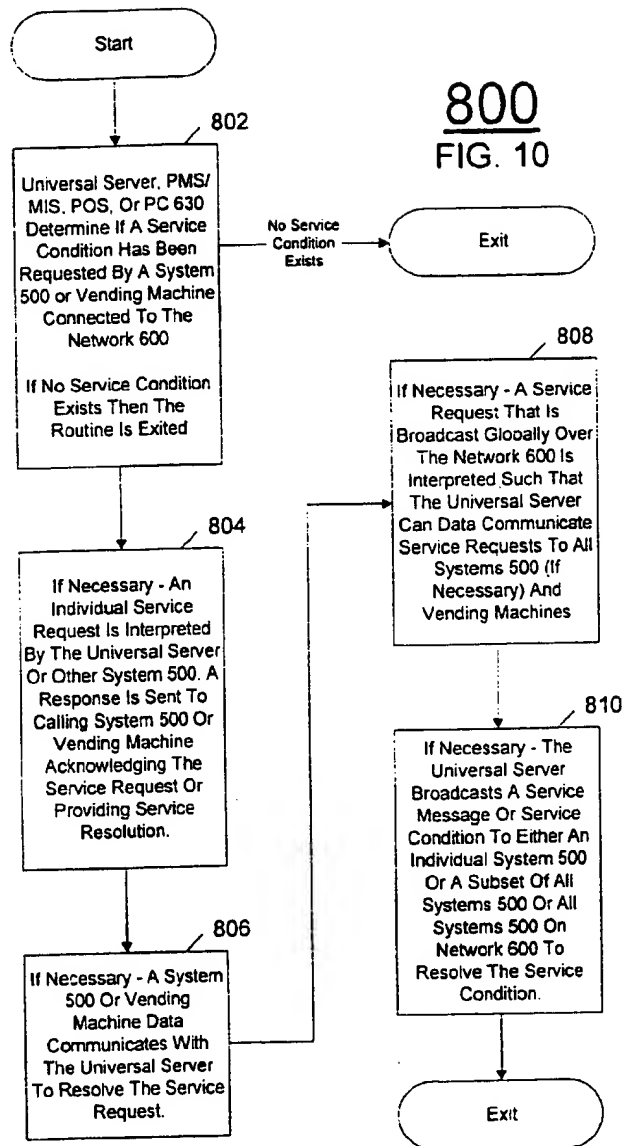 Start
800
FIG. 10
802
Universal Server, PMS/
MIS, POS, Or PC 630
Determine If A Service
Condition Has Been
Requested By A System
500 or Vending Machine
Connected To The
Network 600
If No Service Condition
Exists Then The
Routine Is Exited
No Service
Condition
Exists
Exit
804
If Necessary - An
Individual Service
Request Is Interpreted
By The Universal Server
Or Other System 500. A
Response Is Sent To
Calling System 500 Or
Vending Machine
Acknowledging The
Service Request Or
Providing Service
Resolution.
806
If Necessary - A System
500 Or Vending
Machine Data
Communicates With
The Universal Server
To Resolve The Service
Request.
808
If Necessary - A Service
Request That Is
Broadcast Globally Over
The Network 600 Is
Interpreted Such That
The Universal Server
Can Data Communicate
Service Requests To All
Systems 500 (If
Necessary) And
Vending Machines
810
If Necessary - The
Universal Server
Broadcasts A Service
Message Or Service
Condition To Either An
Individual System 500
Or A Subset Of All
Systems 500 Or All
Systems 500 On
Network 600 To
Resolve The Service
Condition.
Exit